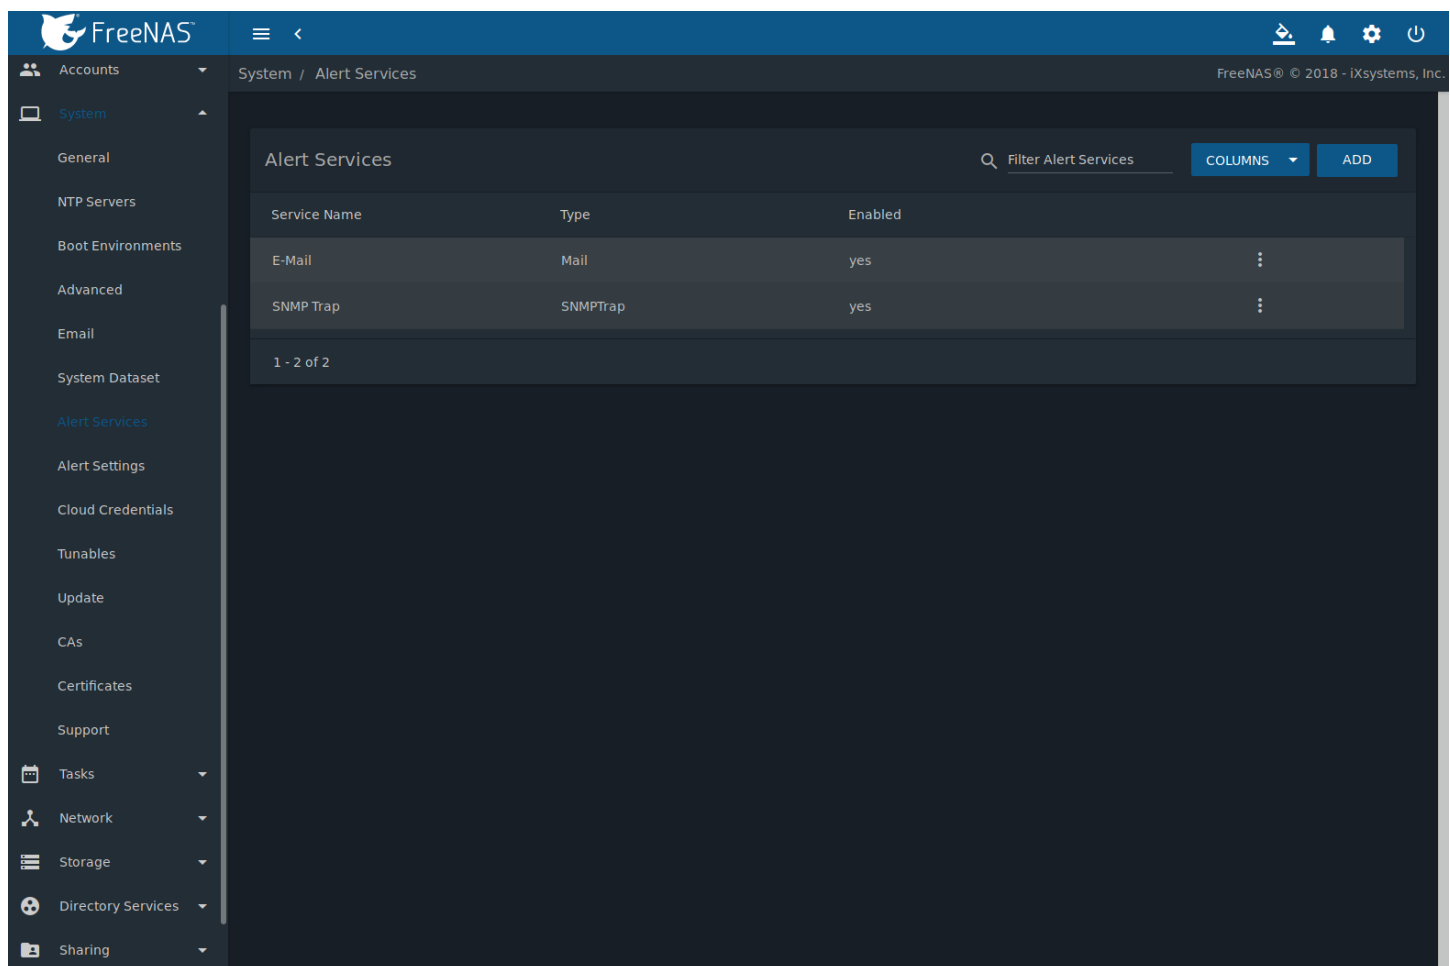 FreeNAS™
System / Alert Services
FreeNAS® © 2018 - iXsystems, Inc.
Accounts
System
General
NTP Servers
Boot Environments
Advanced
Email
System Dataset
Alert Services
Alert Settings
Cloud Credentials
Tunables
Update
CAs
Certificates
Support
Tasks
Network
Storage
Directory Services
Sharing
Alert Services
Filter Alert Services
COLUMNS
ADD
Service Name Type Enabled
E-Mail Mail yes
SNMP Trap SNMPTrap yes
1 - 2 of 2